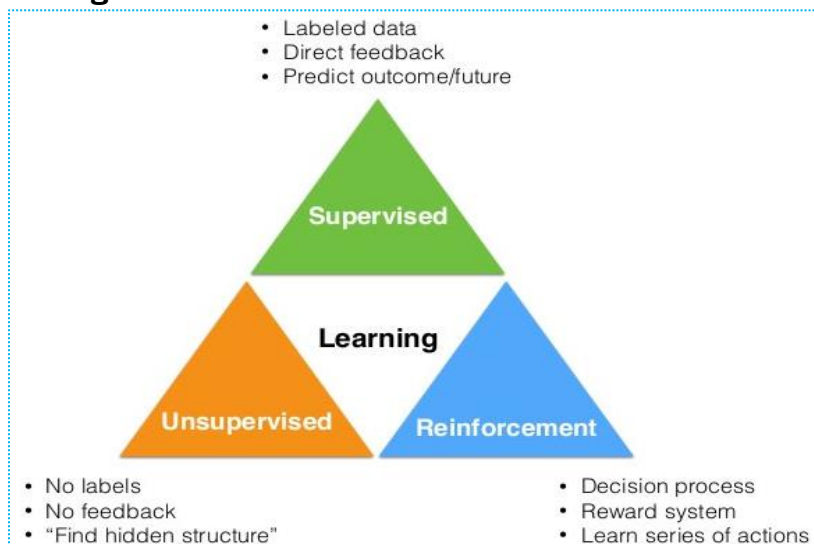 • Labeled data
• Direct feedback
• Predict outcome/future
Supervised
Learning
Unsupervised
Reinforcement
• No labels
• No feedback
• “Find hidden structure”
• Decision process
• Reward system
• Learn series of actions